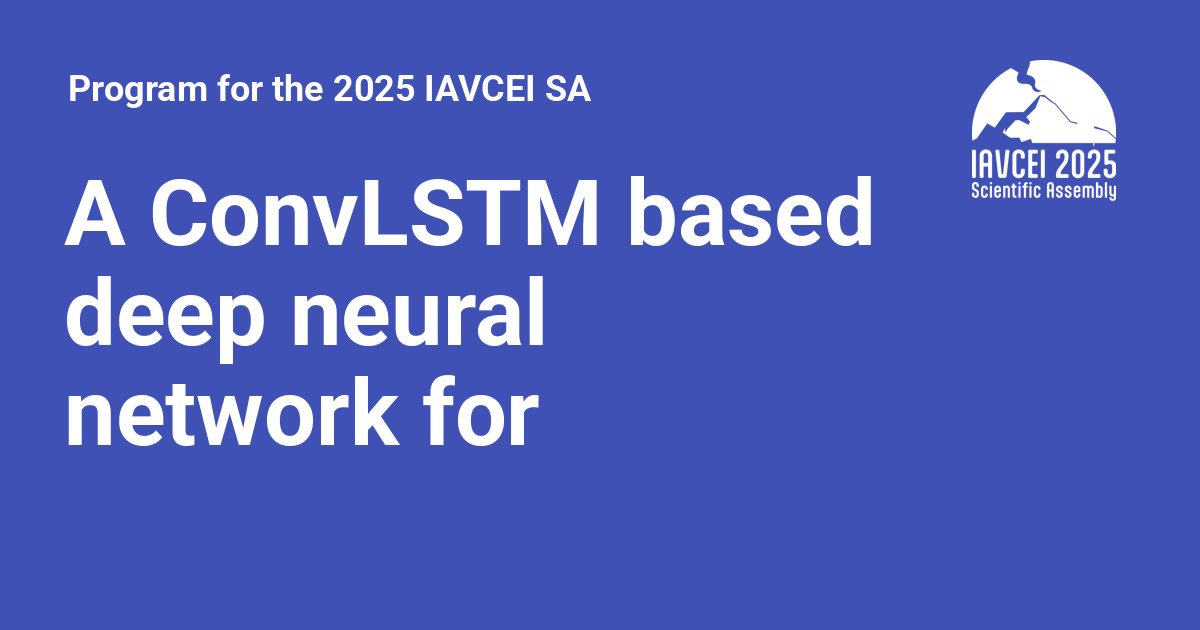 Program for the 2025 IAVCEI SA
IAVCEI 2025
Scientific Assembly
A ConvLSTM based
deep neural
network for